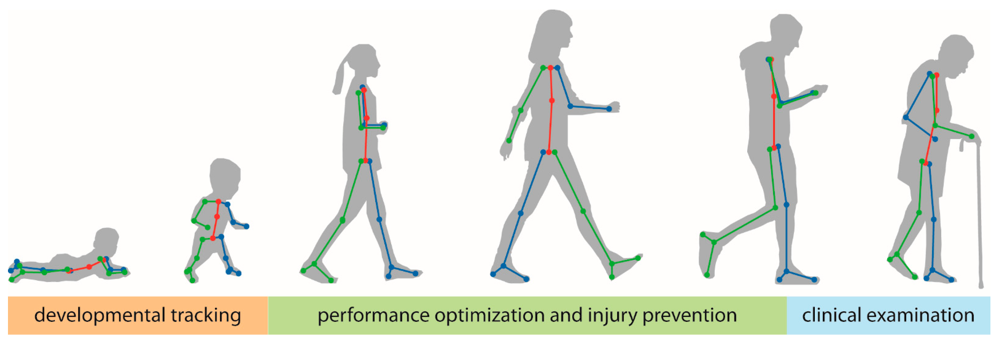 developmental tracking
performance optimization and injury prevention
clinical examination